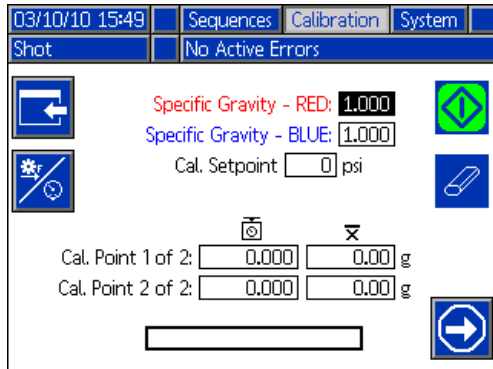 03/10/10 15:49 Sequences Calibration System
Shot No Active Errors
Specific Gravity - RED: 1.000
Specific Gravity - BLUE: 1.000
Cal. Setpoint 0 psi
x
Cal. Point 1 of 2: 0.000 0.00 g
Cal. Point 2 of 2: 0.000 0.00 g